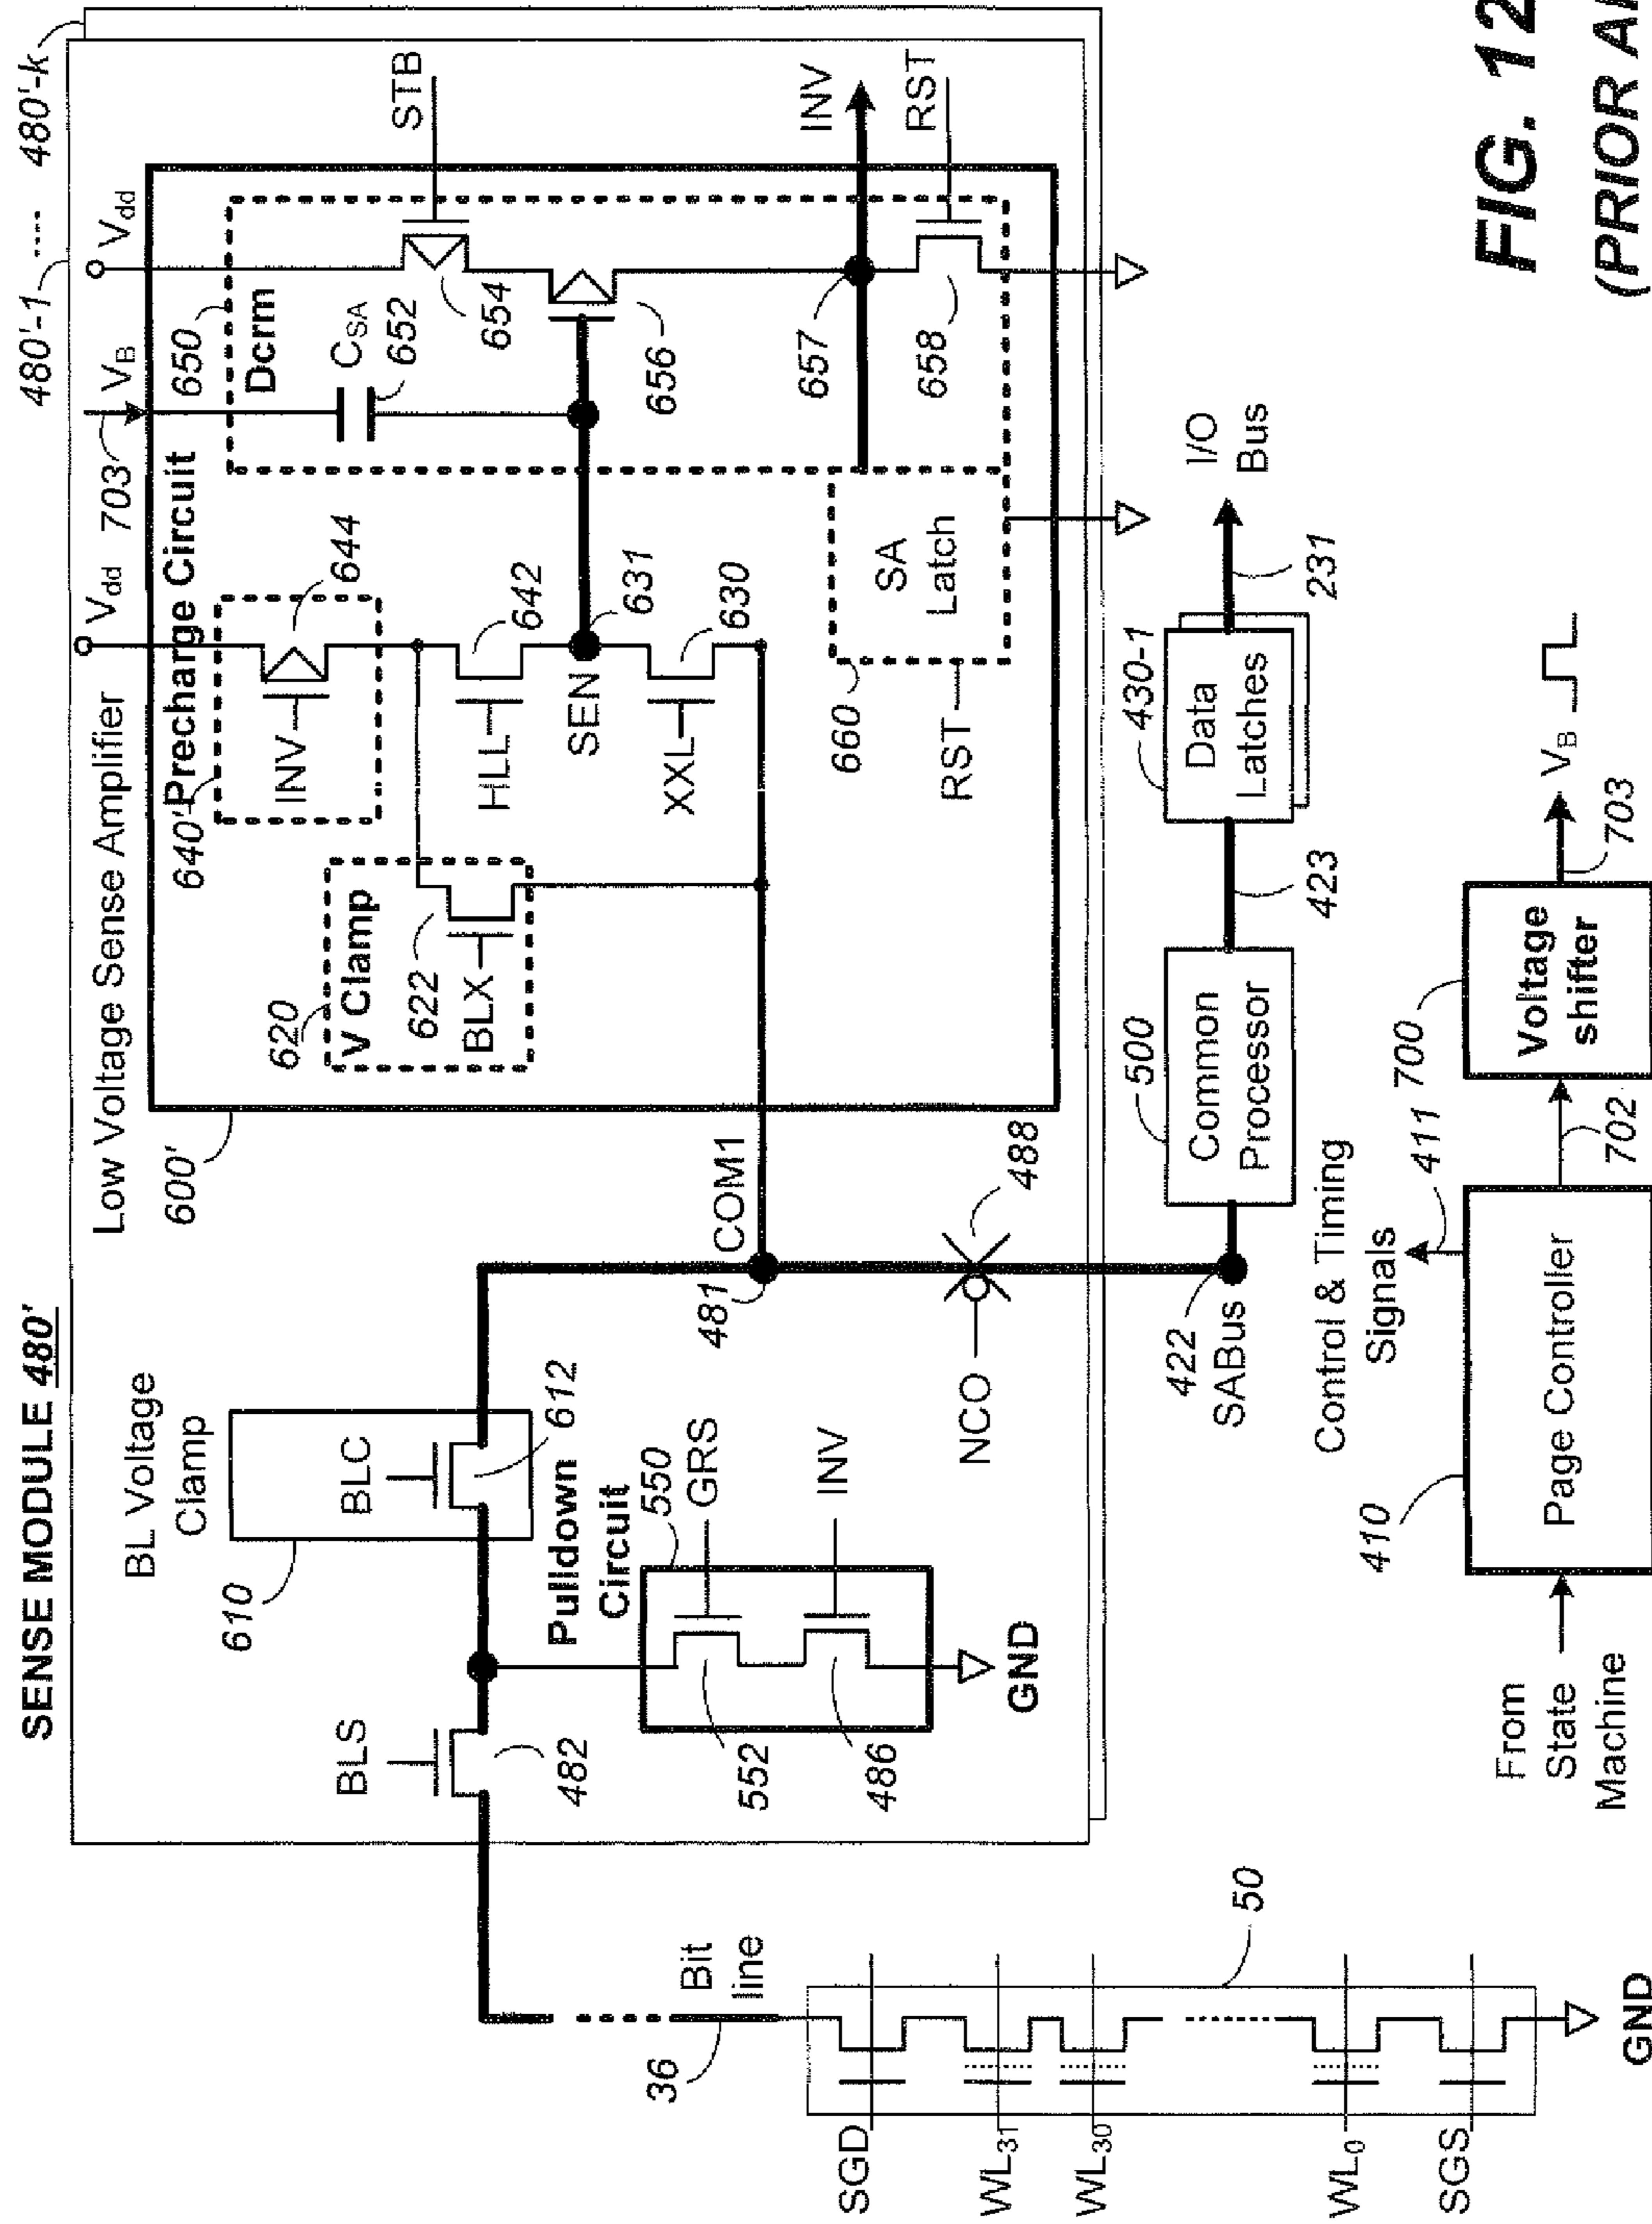 SENSE MODULE 480'
480'-1 ---- 480'-k
Low Voltage Sense Amplifier
Vdd
703
VB
Vdd
600'
640'
Precharge Circuit
650
Dcrm
CSA
652
STB
654
656
INV
644
620
V Clamp
622
BLX
HLL
642
SEN
631
XXL
630
657
INV
658
RST
660
SA
Latch
RST
BL Voltage
Clamp
610
BLC
612
BLS
482
Pulldown
Circuit
550
GRS
INV
552
486
GND
COM1
481
488
NCO
422
SABus
500
Common
Processor
423
430-1
Data
Latches
231
I/O
Bus
Bit
line
36
50
SGD
WL31
WL30
WL0
SGS
GND
Control & Timing
Signals
411
From
State
Machine
410
Page Controller
702
700
Voltage
shifter
703
VB
FIG. 12
(PRIOR